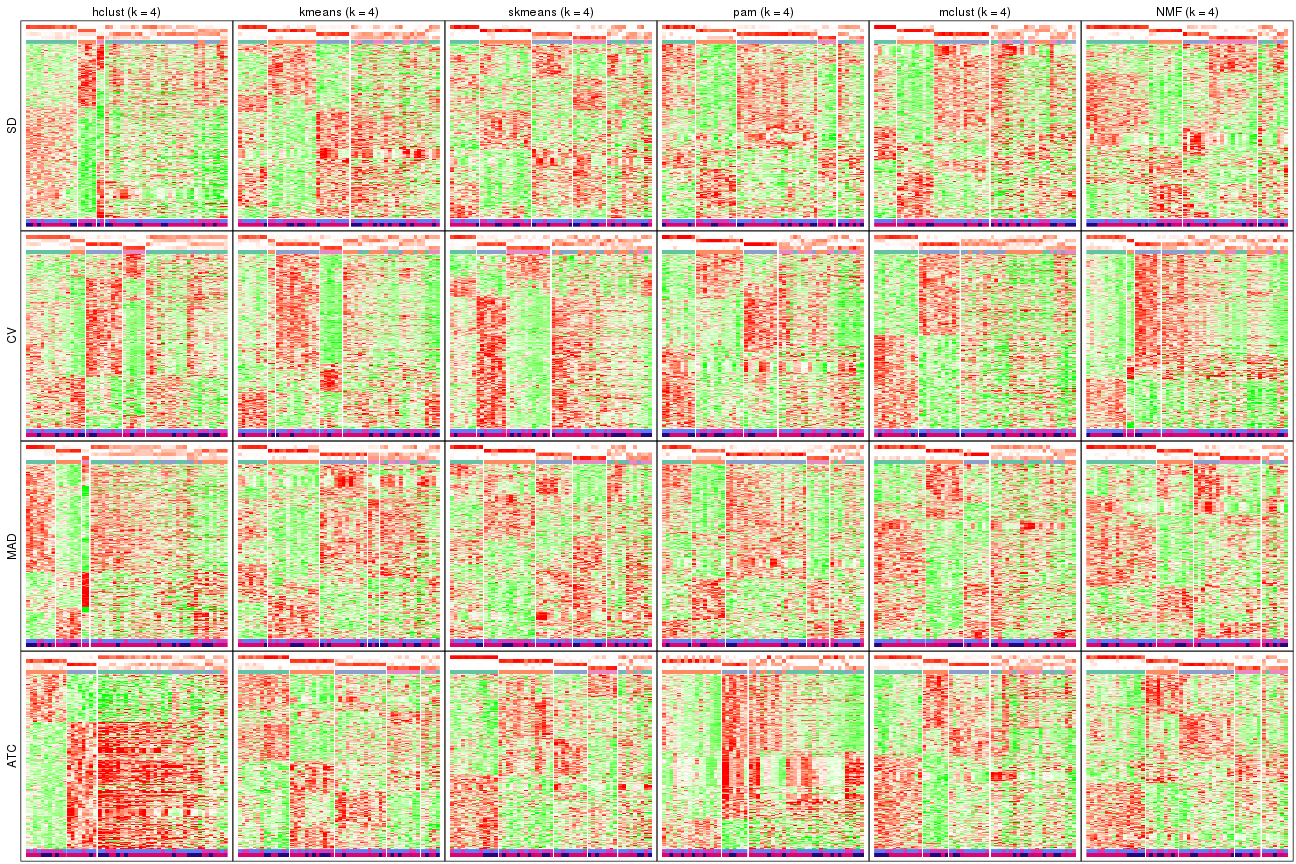 hclust (k = 4) kmeans (k = 4) skmeans (k = 4) pam (k = 4) mclust (k = 4) NMF (k = 4)
SD
CV
MAD
ATC